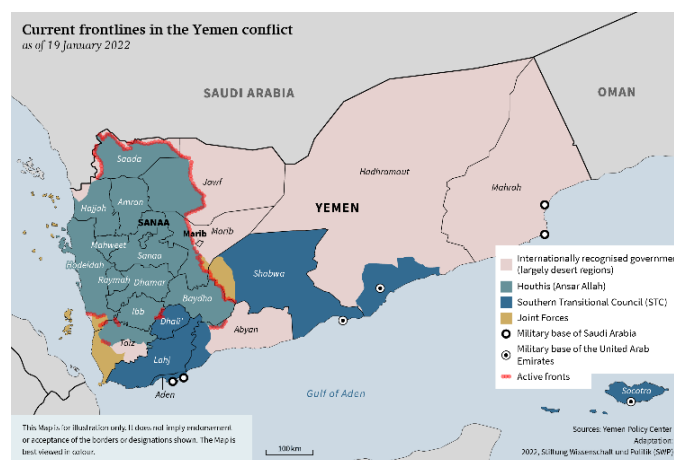 Current frontlines in the Yemen conflict
as of 19 January 2022
SAUDI ARABIA
OMAN
Saada
Jawf
Hadhramaut
Mahrah
Hajjah
Amran
YEMEN
SANAA
Marib
Marib
Mahweet
Sanaa
Hodeidah
Shabwa
Raymah
Dhamar
Baydha
Ibb
Dhali'
Taiz
Abyan
Lahj
Aden
Internationally recognised governme
(largely desert regions)
Houthis (Ansar Allah)
Southern Transitional Council (STC)
Joint Forces
Military base of Saudi Arabia
Military base of the United Arab
Emirates
Active fronts
Gulf of Aden
Socotra
This Map is for illustration only. It does not imply endorsement
or acceptance of the borders or designations shown. The Map is
best viewed in colour.
100 km
Sources: Yemen Policy Center
Adaptation:
2022, Stiftung Wissenschaft und Politik (SWP)